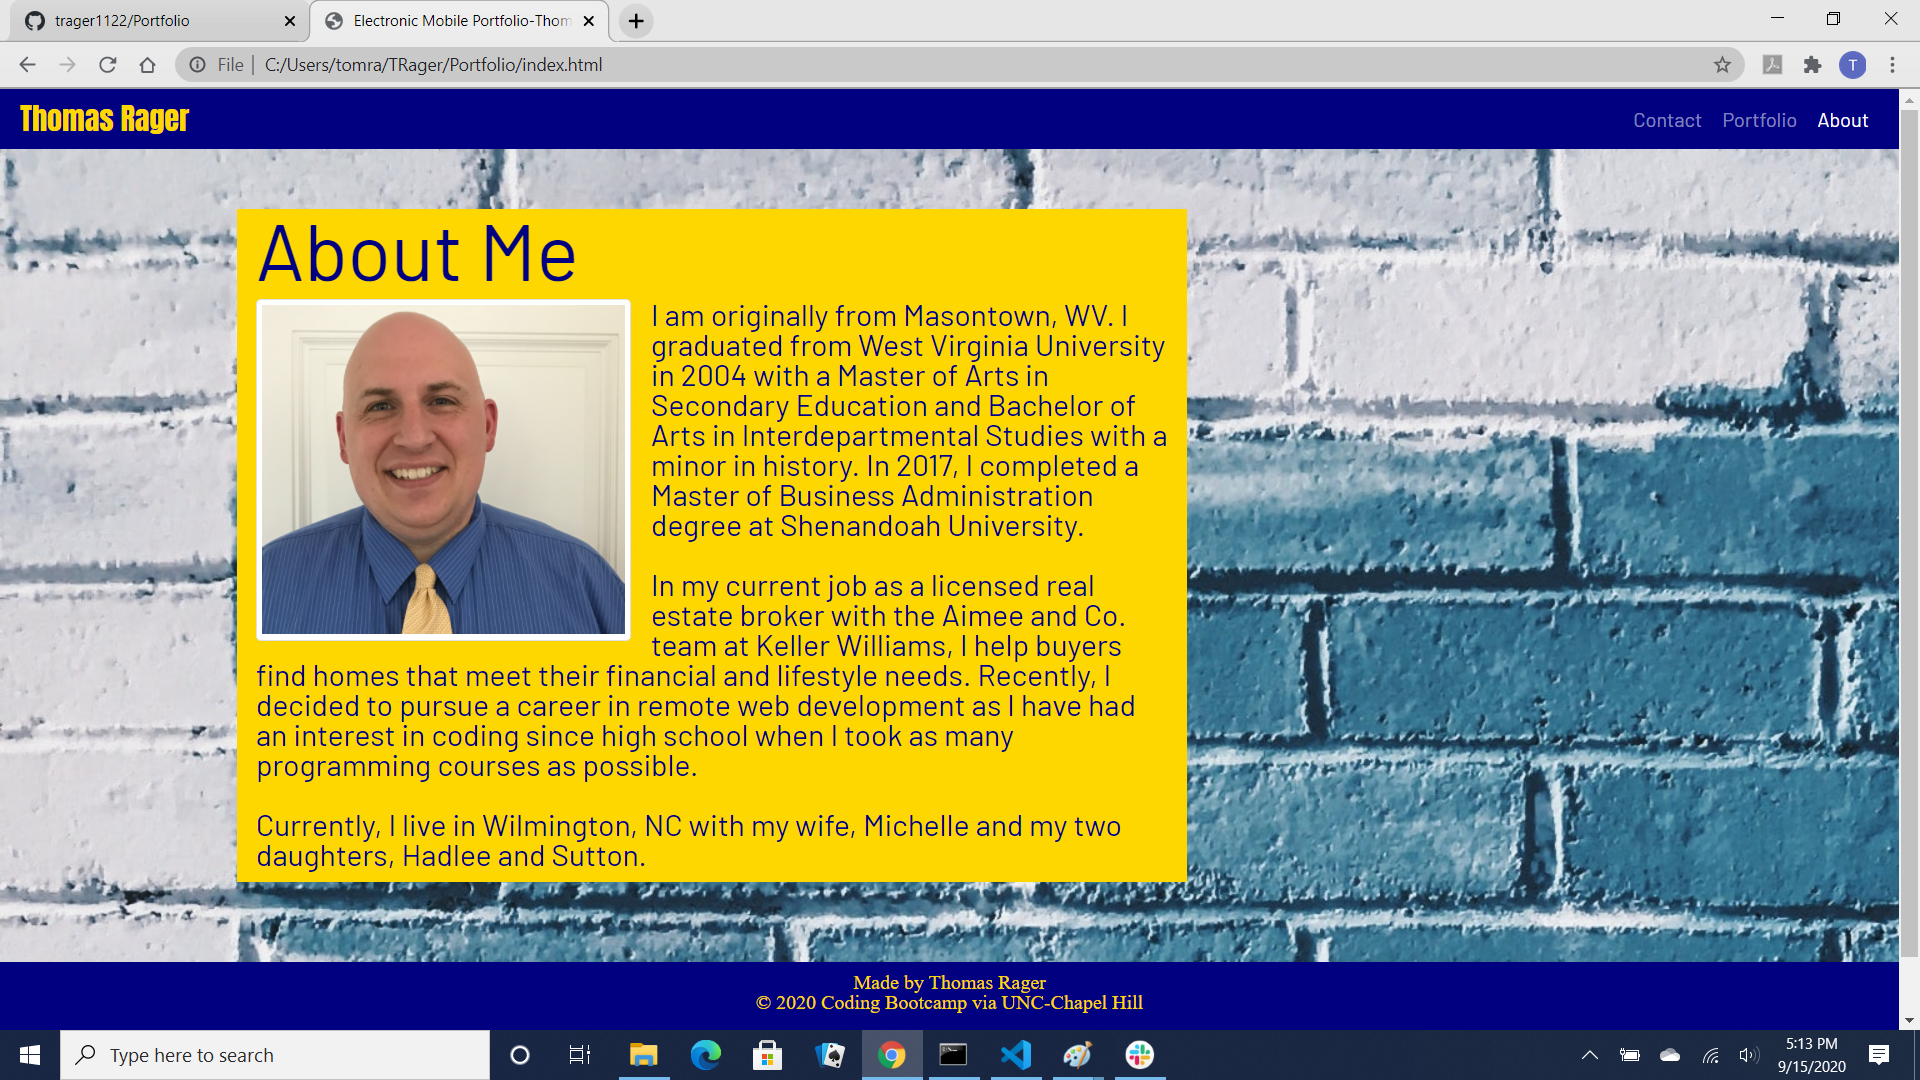 trager1122/Portfolio
Electronic Mobile Portfolio-Thom
File
C:/Users/tomra/TRager/Portfolio/index.html
T
Thomas Rager
Contact Portfolio About
About Me
I am originally from Masontown, WV. I
graduated from West Virginia University
in 2004 with a Master of Arts in
Secondary Education and Bachelor of
Arts in Interdepartmental Studies with a
minor in history. In 2017, I completed a
Master of Business Administration
degree at Shenandoah University.
In my current job as a licensed real
estate broker with the Aimee and Co.
team at Keller Williams, I help buyers
find homes that meet their financial and lifestyle needs. Recently, I
decided to pursue a career in remote web development as I have had
an interest in coding since high school when I took as many
programming courses as possible.
Currently, I live in Wilmington, NC with my wife, Michelle and my two
daughters, Hadlee and Sutton.
Made by Thomas Rager
© 2020 Coding Bootcamp via UNC-Chapel Hill
Type here to search
5:13 PM
9/15/2020